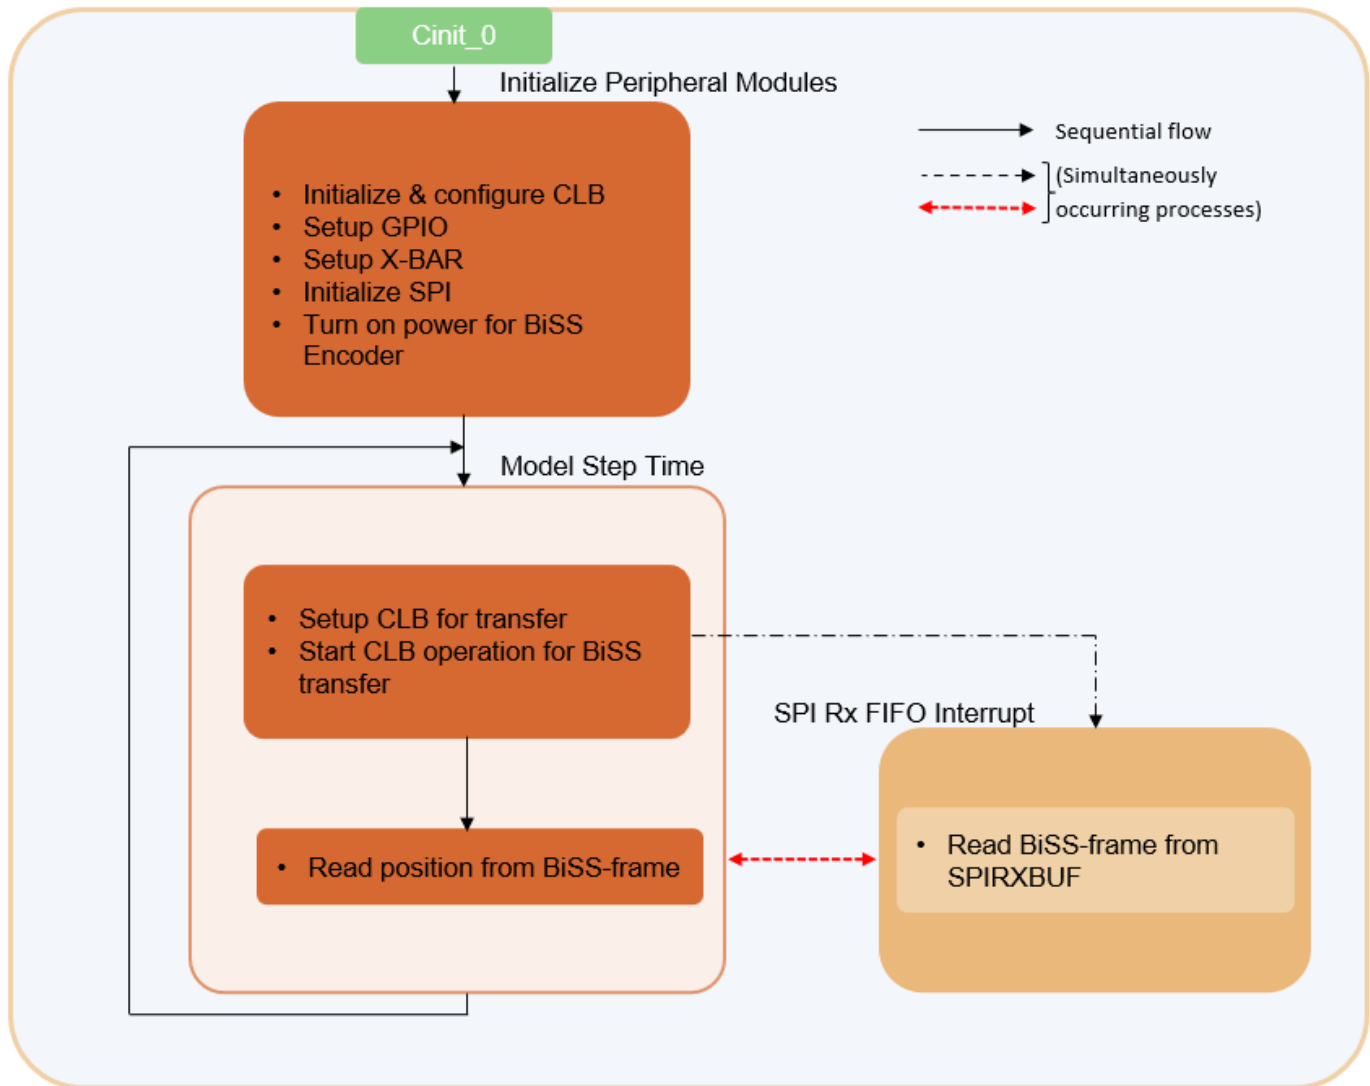 Cinit_0
Initialize Peripheral Modules
Sequential flow
(Simultaneously
occurring processes)
• Initialize & configure CLB
• Setup GPIO
• Setup X-BAR
• Initialize SPI
• Turn on power for BiSS
Encoder
Model Step Time
• Setup CLB for transfer
• Start CLB operation for BiSS
transfer
SPI Rx FIFO Interrupt
• Read position from BiSS-frame
• Read BiSS-frame from
SPIRXBUF